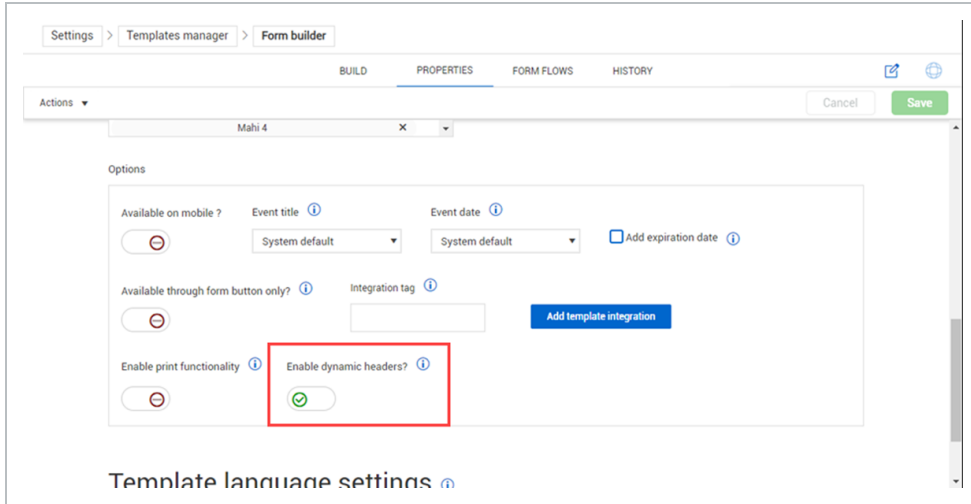 Settings > Templates manager > Form builder
BUILD PROPERTIES FORM FLOWS HISTORY
Actions Cancel Save
Mahi 4
Options
Available on mobile ? Event title Event date
System default System default Add expiration date
Available through form button only? Integration tag
Add template integration
Enable print functionality Enable dynamic headers?
Template language settings